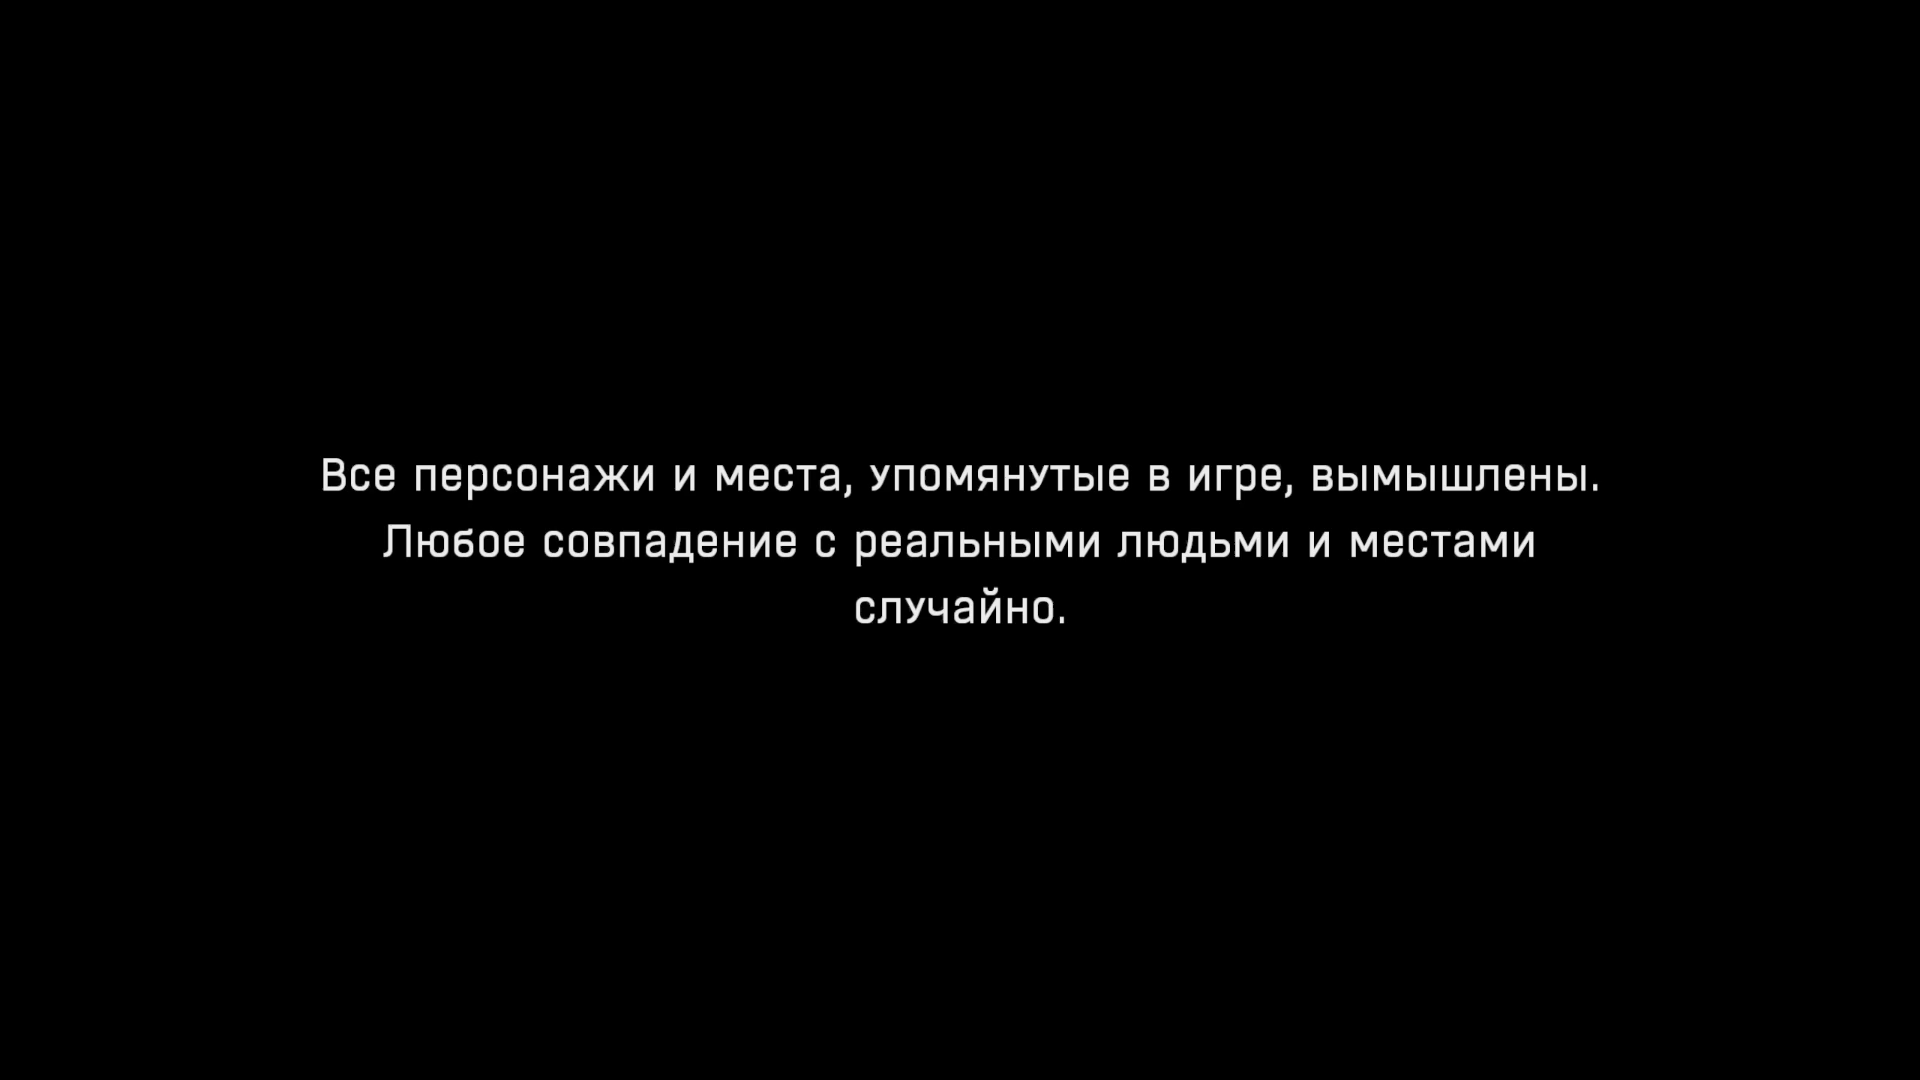 Все персонажи и места, упомянутые в игре, вымышлены.
Любое совпадение с реальными людьми и местами
случайно.